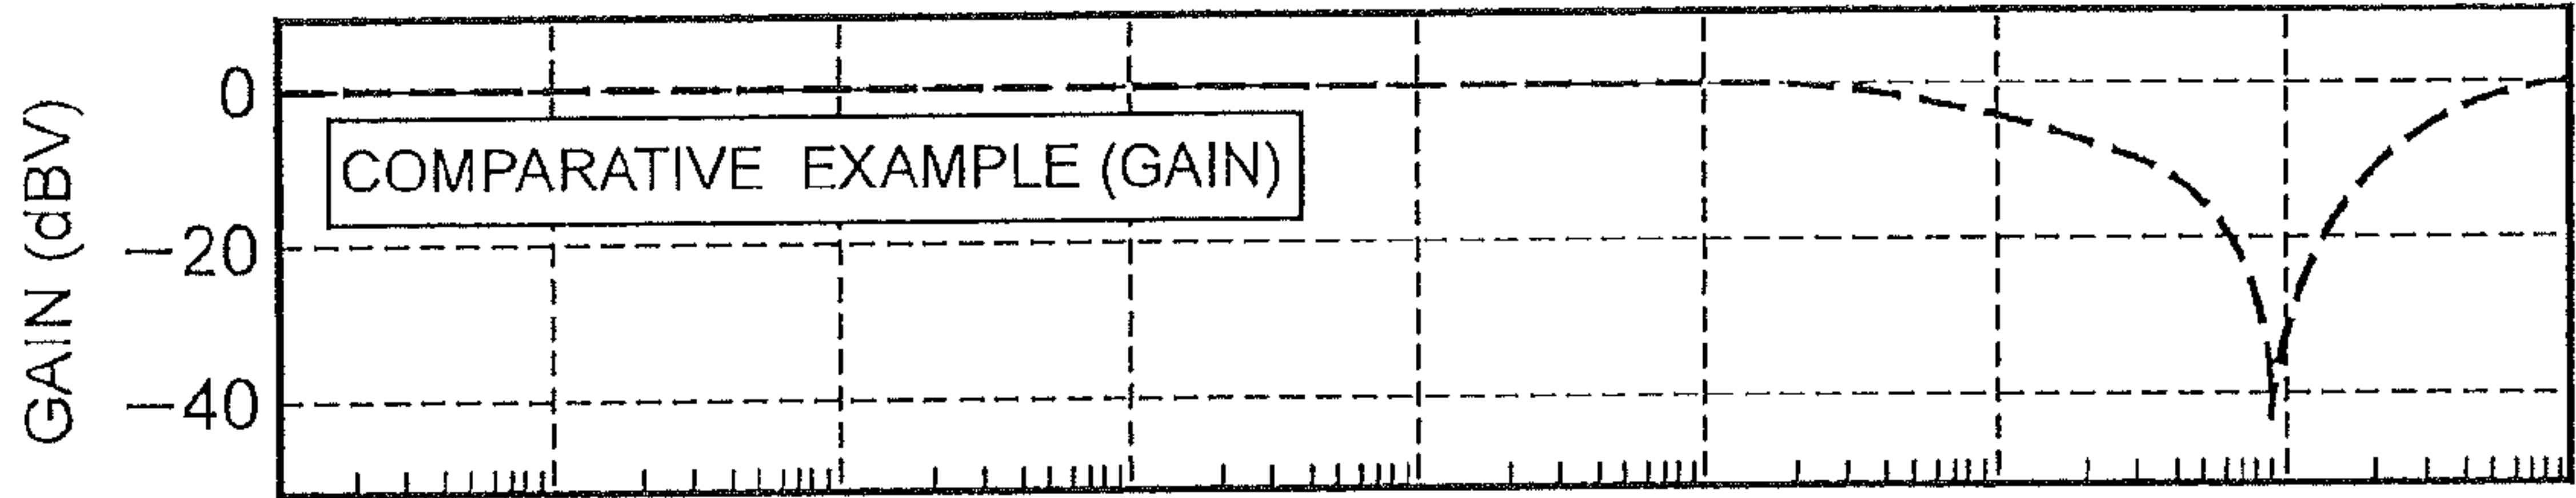 GAIN (dBV)
0
−20
−40
COMPARATIVE EXAMPLE (GAIN)